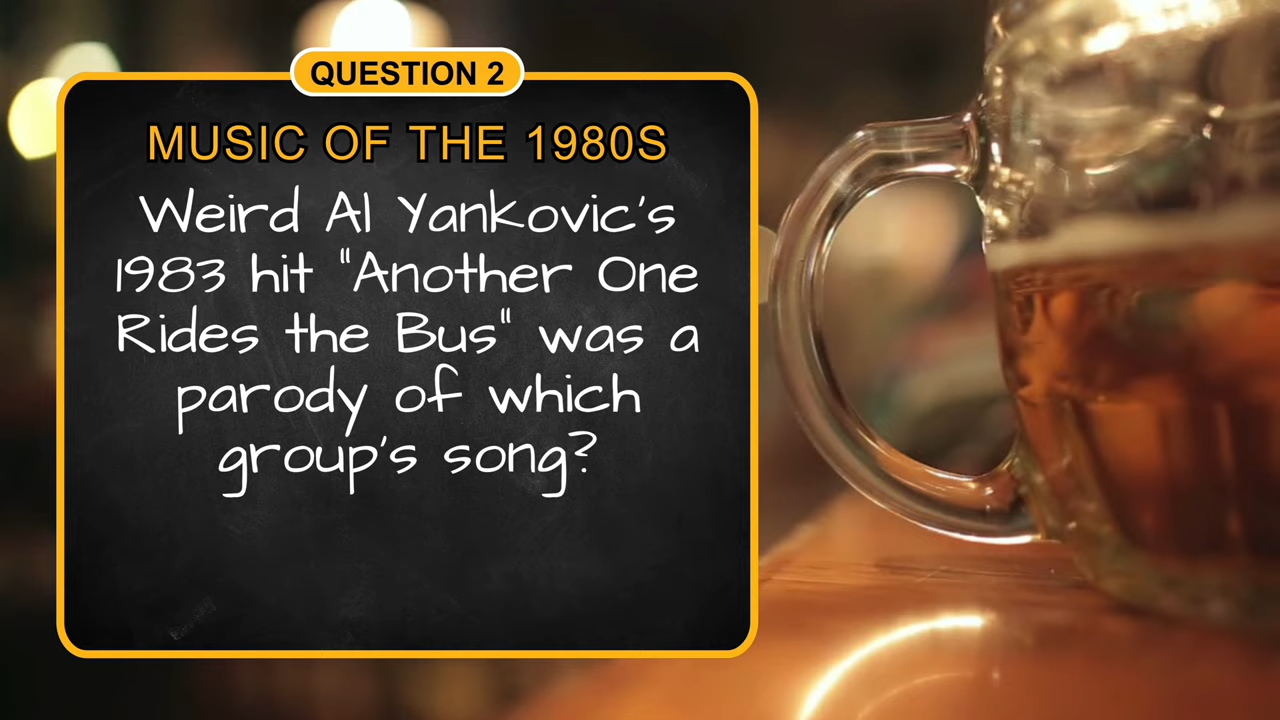 QUESTION 2
MUSIC OF THE 1980S
Weird Al Yankovic's
1983 hit "Another One
Rides the Bus" was a
parody of which
group's song?